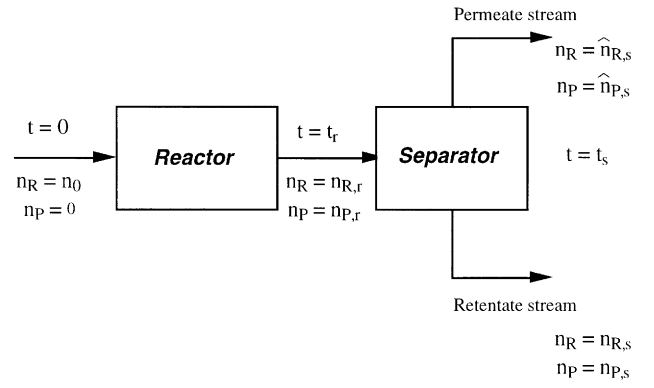 Permeate stream
n_R = n̂_R,s
n_P = n̂_P,s
t = 0
Reactor
t = t_r
Separator
t = t_s
n_R = n_0
n_P = 0
n_R = n_R,r
n_P = n_P,r
Retentate stream
n_R = n_R,s
n_P = n_P,s